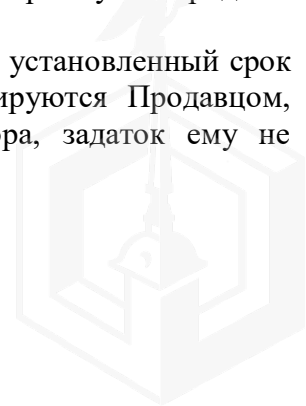 установленный срок
ируются Продавцом,
ра, задаток ему не